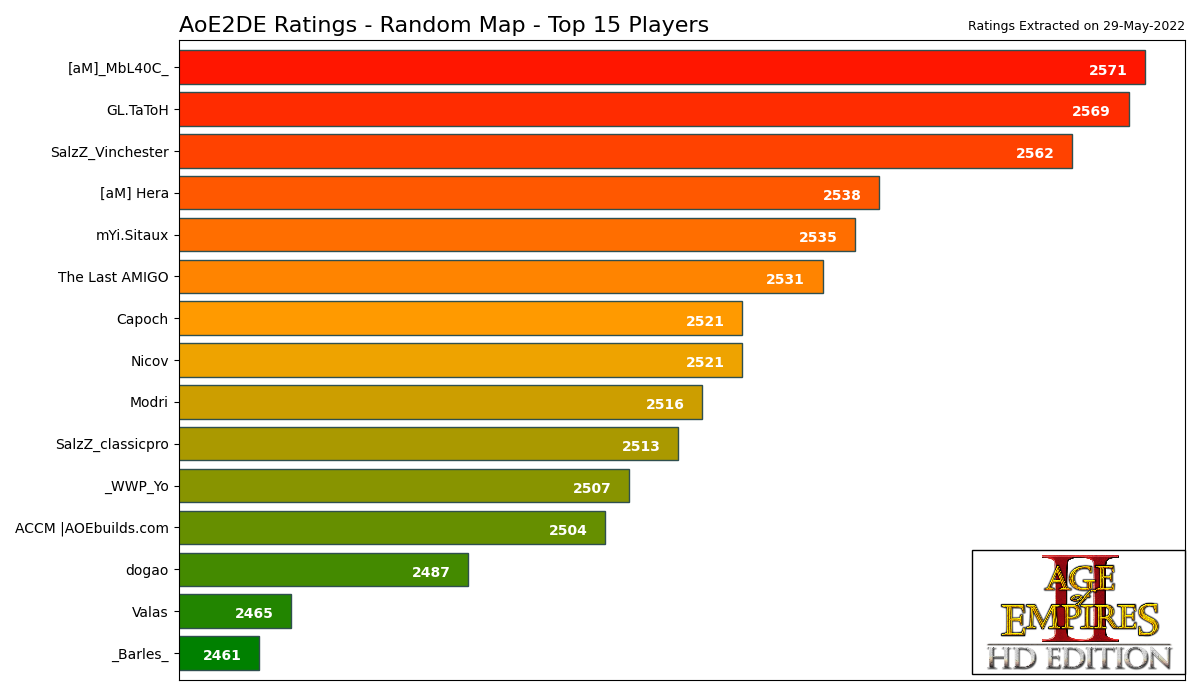 AoE2DE Ratings - Random Map - Top 15 Players
Ratings Extracted on 29-May-2022
[aM]_MbL40C_ 2571
GL.TaToH 2569
SalzZ_Vinchester 2562
[aM] Hera 2538
mYi.Sitaux 2535
The Last AMIGO 2531
Capoch 2521
Nicov 2521
Modri 2516
SalzZ_classicpro 2513
_WWP_Yo 2507
ACCM |AOEbuilds.com 2504
dogao 2487
Valas 2465
_Barles_ 2461
II
AGE
of
EMPIRES
HD EDITION